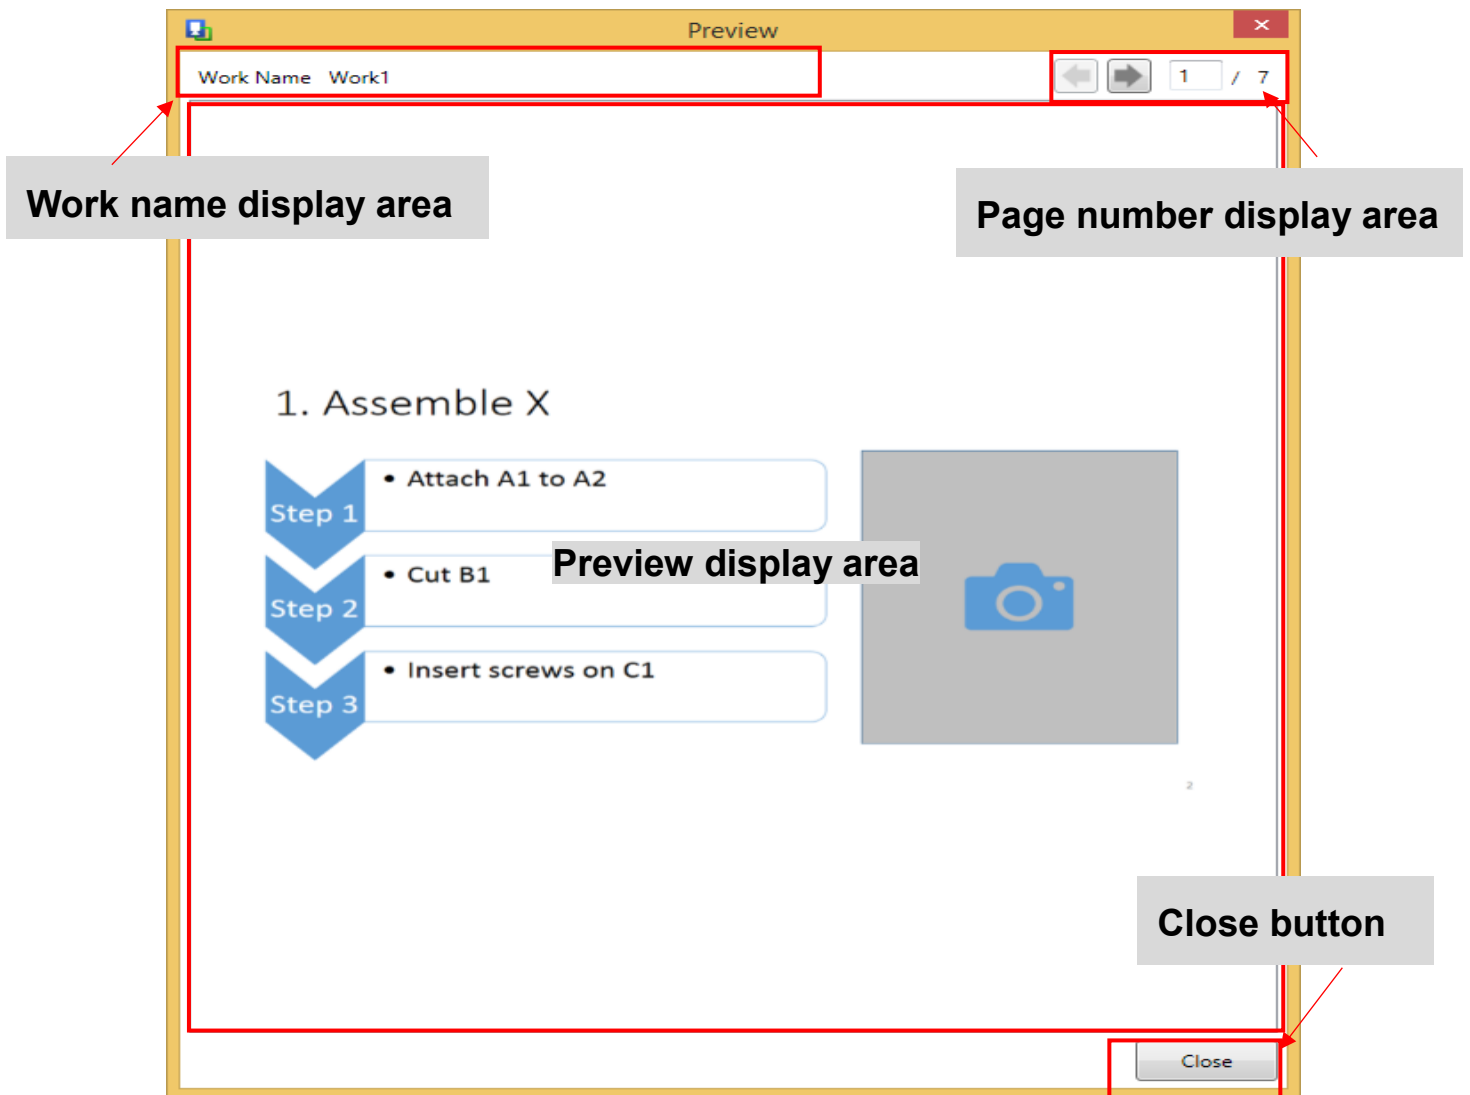 Preview
Work Name Work1
1 / 7
Work name display area
Page number display area
1. Assemble X
Step 1
• Attach A1 to A2
Preview display area
Step 2
• Cut B1
Step 3
• Insert screws on C1
2
Close button
Close